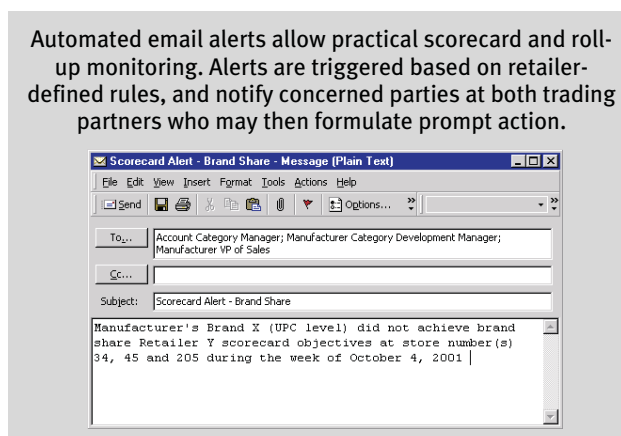 Automated email alerts allow practical scorecard and roll-
up monitoring. Alerts are triggered based on retailer-
defined rules, and notify concerned parties at both trading
partners who may then formulate prompt action.
Scorecard Alert - Brand Share - Message (Plain Text)
File Edit View Insert Format Tools Actions Help
Send Options...
To... Account Category Manager; Manufacturer Category Development Manager;
Manufacturer VP of Sales
Cc...
Subject: Scorecard Alert - Brand Share
Manufacturer's Brand X (UPC level) did not achieve brand
share Retailer Y scorecard objectives at store number(s)
34, 45 and 205 during the week of October 4, 2001